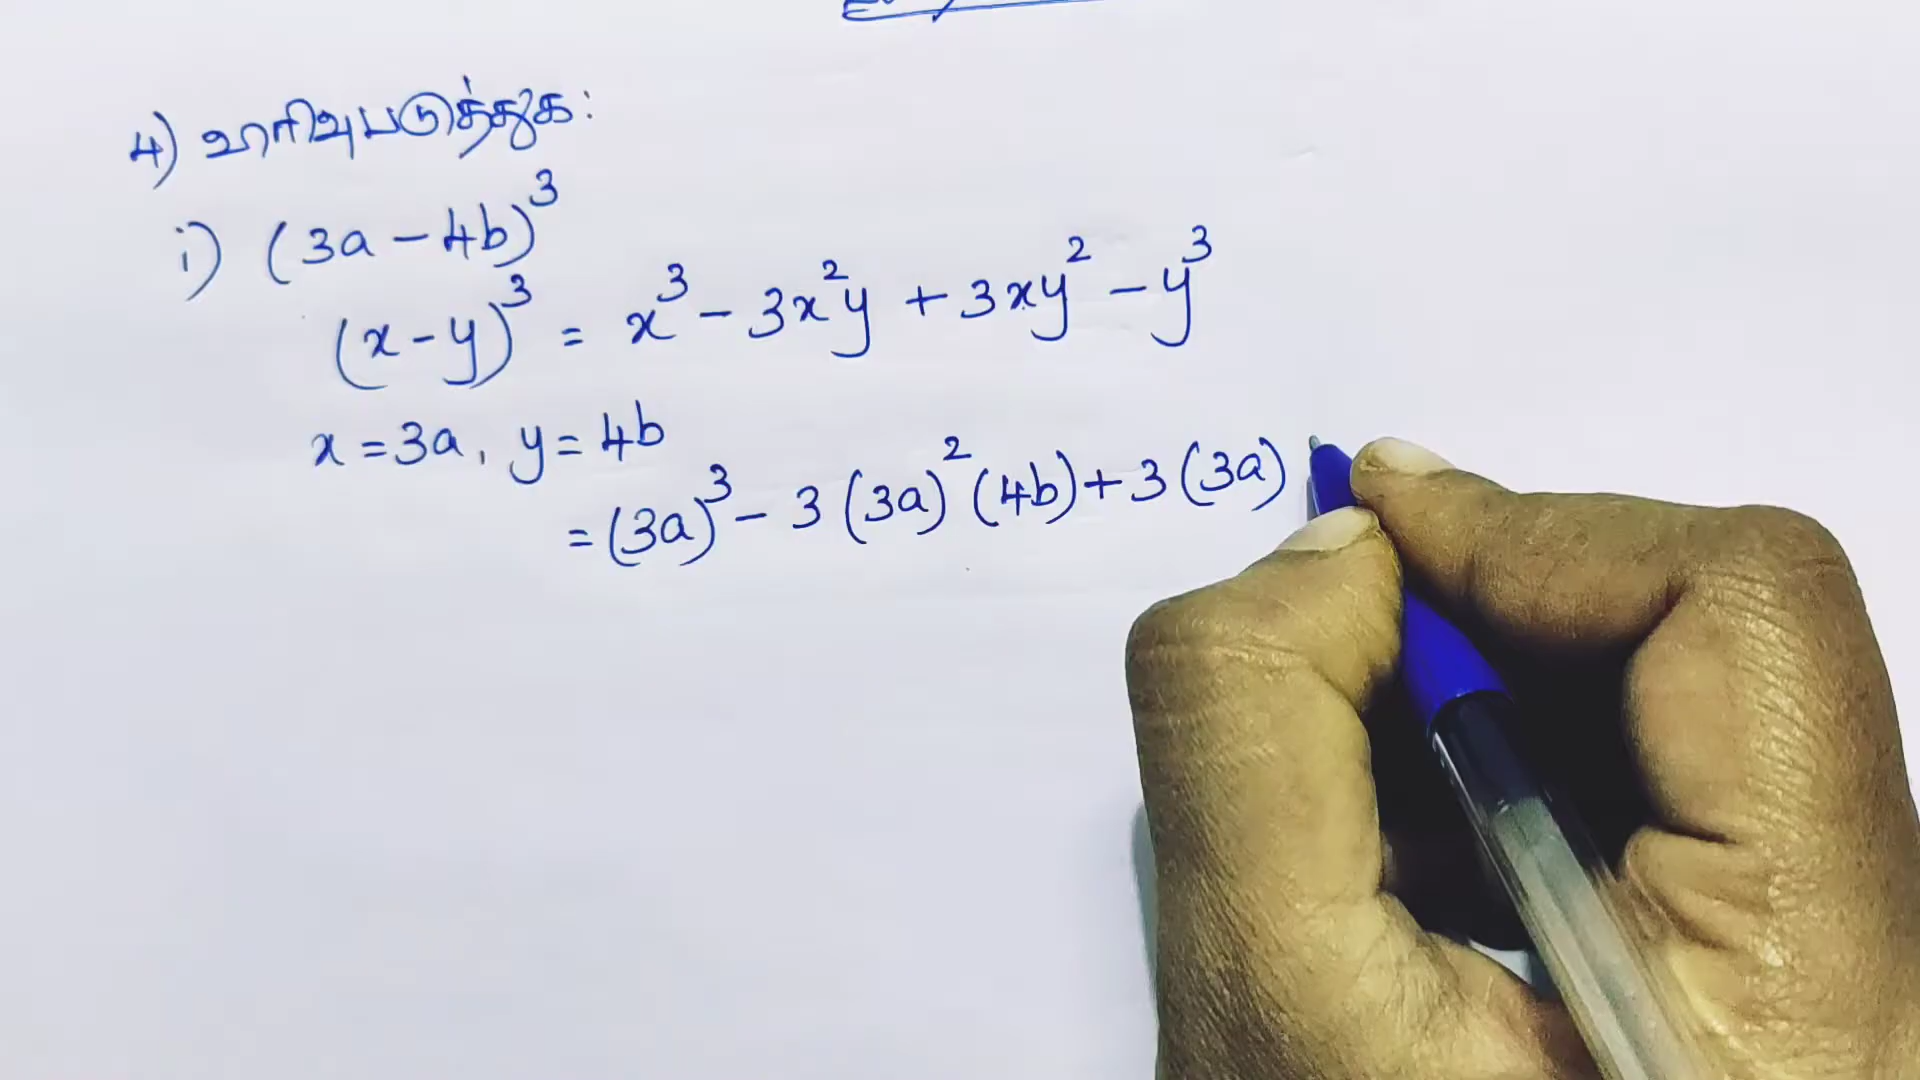 4) விரிவுபடுத்துக:
i) (3a - 4b)³
(x - y)³ = x³ - 3x²y + 3xy² - y³
x = 3a, y = 4b
= (3a)³ - 3 (3a)² (4b) + 3 (3a)